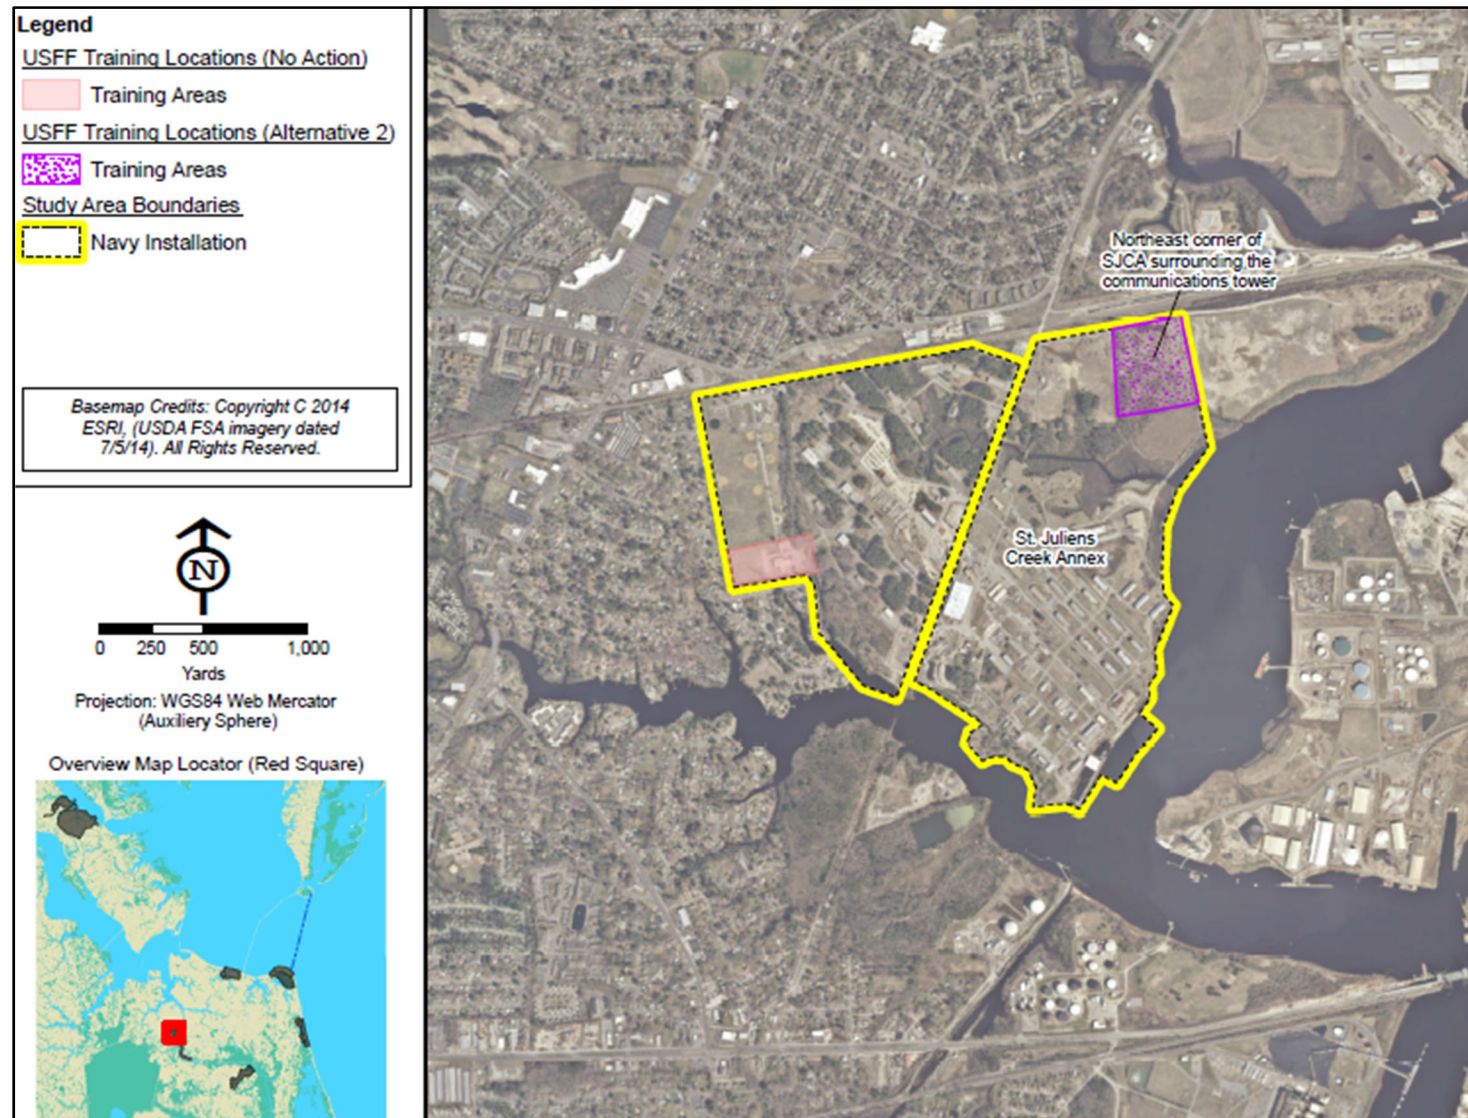 Legend
USFF Training Locations (No Action)
Training Areas
USFF Training Locations (Alternative 2)
Training Areas
Study Area Boundaries
Navy Installation
Basemap Credits: Copyright C 2014
ESRI, (USDA FSA imagery dated
7/5/14). All Rights Reserved.
N
0 250 500 1,000
Yards
Projection: WGS84 Web Mercator
(Auxiliery Sphere)
Overview Map Locator (Red Square)
Northeast corner of
SJCA surrounding the
communications tower
St. Juliens
Creek Annex